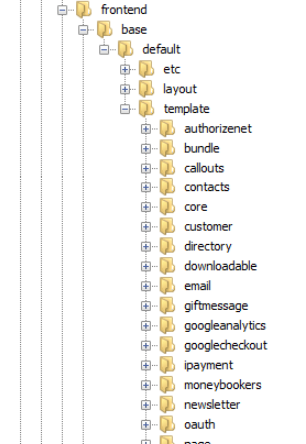 frontend
base
default
etc
layout
template
authorizenet
bundle
callouts
contacts
core
customer
directory
downloadable
email
giftmessage
googleanalytics
googlecheckout
ipayment
moneybookers
newsletter
oauth